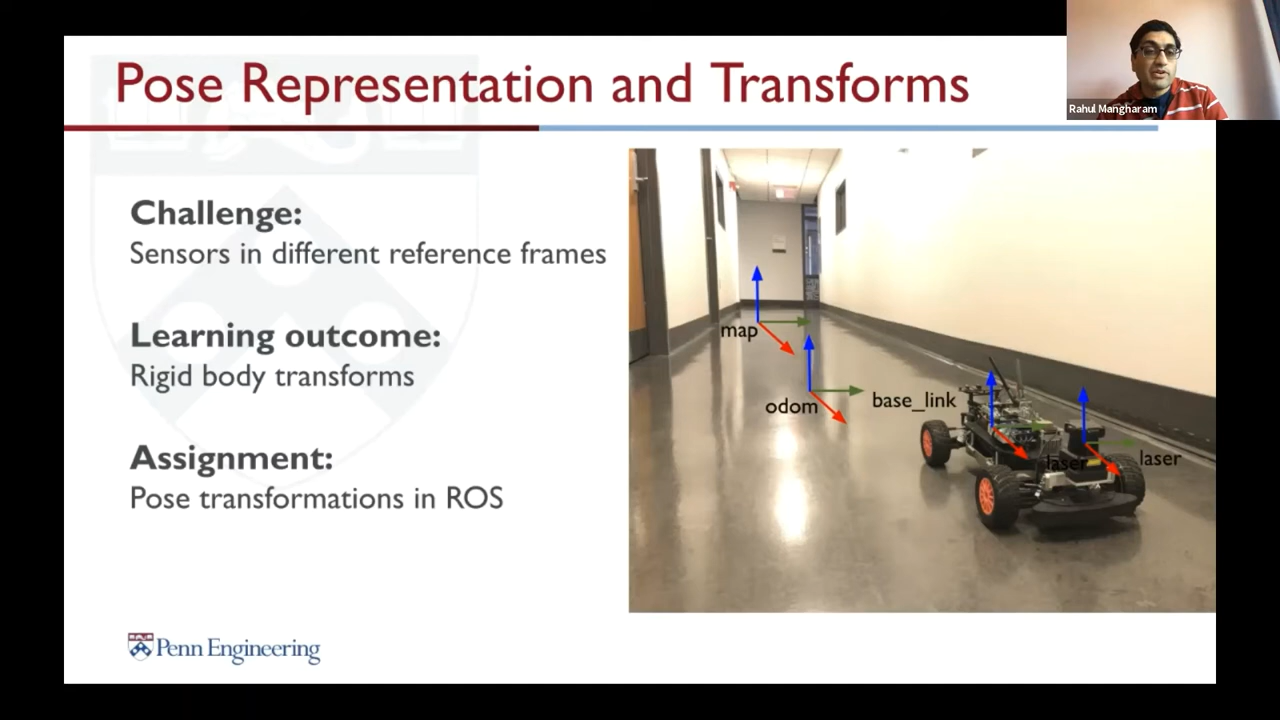 Pose Representation and Transforms
Rahul Mangharam
Challenge:
Sensors in different reference frames
Learning outcome:
Rigid body transforms
Assignment:
Pose transformations in ROS
map
odom
base_link
laser
laser
Penn Engineering